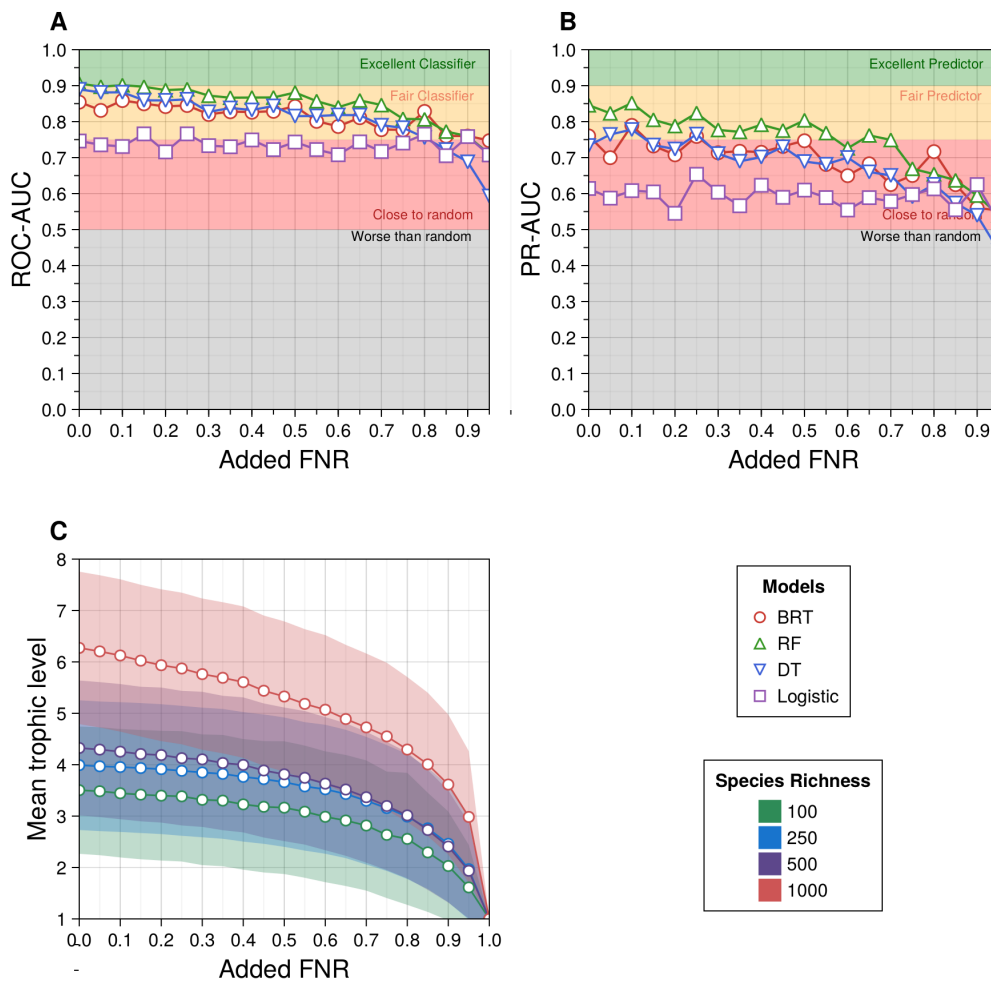 A
B
1.0
0.9
0.8
0.7
0.6
0.5
0.4
0.3
0.2
0.1
0.0
ROC-AUC
Excellent Classifier
Fair Classifier
Close to random
Worse than random
0.0 0.1 0.2 0.3 0.4 0.5 0.6 0.7 0.8 0.9
Added FNR
1.0
0.9
0.8
0.7
0.6
0.5
0.4
0.3
0.2
0.1
0.0
PR-AUC
Excellent Predictor
Fair Predictor
Close to random
Worse than random
0.0 0.1 0.2 0.3 0.4 0.5 0.6 0.7 0.8 0.9
Added FNR
C
8
7
6
5
4
3
2
1
Mean trophic level
0.0 0.1 0.2 0.3 0.4 0.5 0.6 0.7 0.8 0.9 1.0
Added FNR
Models
BRT
RF
DT
Logistic
Species Richness
100
250
500
1000